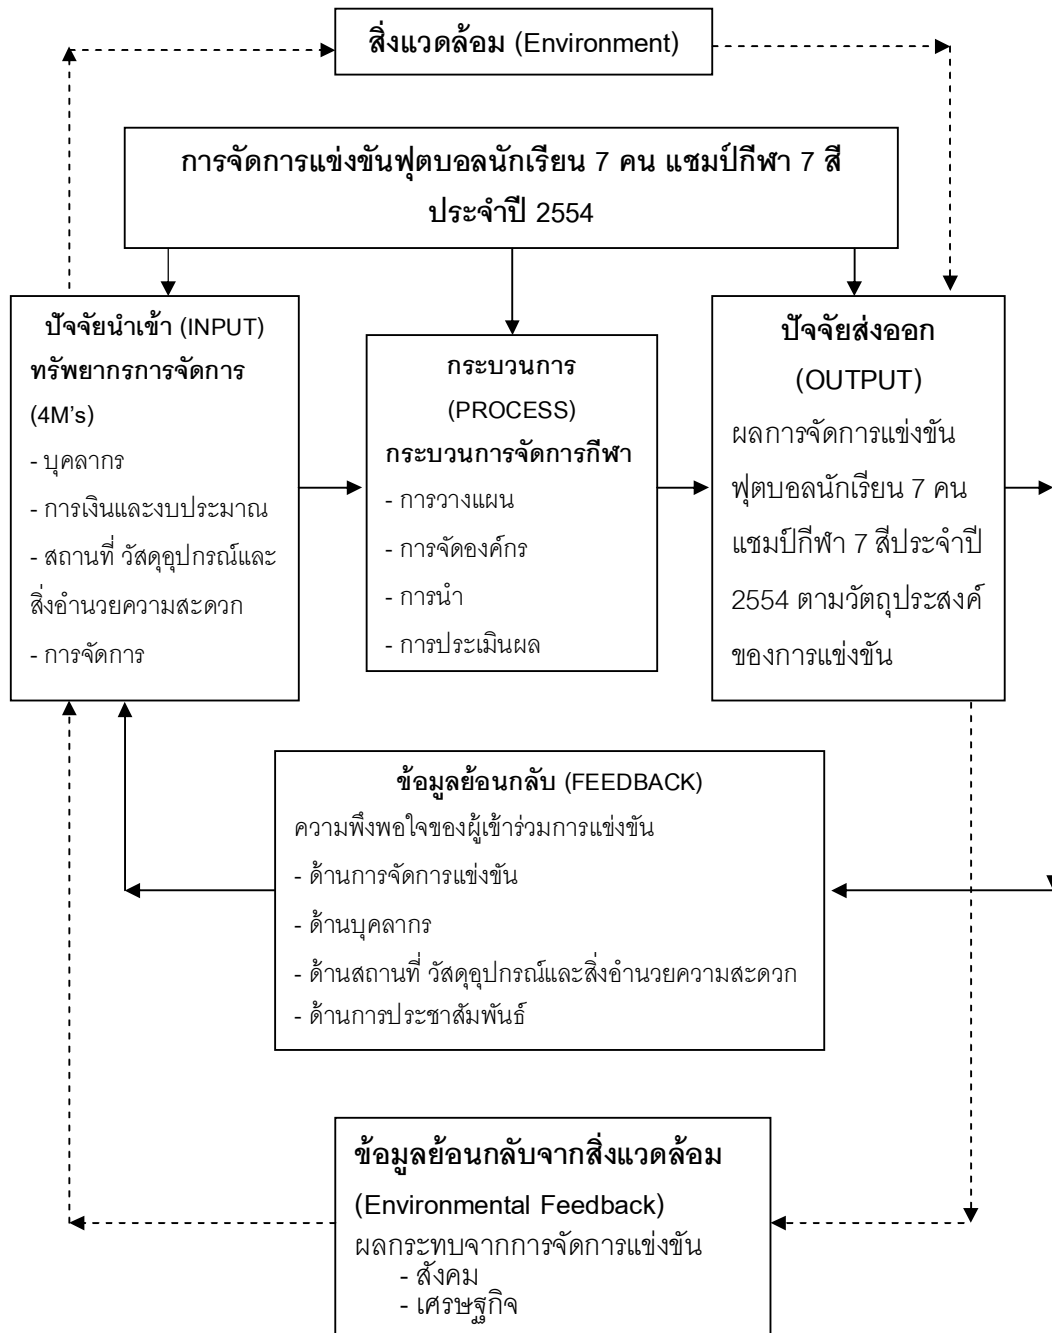 สิ่งแวดล้อม (Environment)
การจัดการแข่งขันฟุตบอลนักเรียน 7 คน แชมป์กีฬา 7 สี
ประจำปี 2554
ปัจจัยนำเข้า (INPUT)
ทรัพยากรการจัดการ
(4M's)
- บุคลากร
- การเงินและงบประมาณ
- สถานที่ วัสดุอุปกรณ์และ
สิ่งอำนวยความสะดวก
- การจัดการ
กระบวนการ
(PROCESS)
กระบวนการจัดการกีฬา
- การวางแผน
- การจัดองค์กร
- การนำ
- การประเมินผล
ปัจจัยส่งออก
(OUTPUT)
ผลการจัดการแข่งขัน
ฟุตบอลนักเรียน 7 คน
แชมป์กีฬา 7 สีประจำปี
2554 ตามวัตถุประสงค์
ของการแข่งขัน
ข้อมูลย้อนกลับ (FEEDBACK)
ความพึงพอใจของผู้เข้าร่วมการแข่งขัน
- ด้านการจัดการแข่งขัน
- ด้านบุคลากร
- ด้านสถานที่ วัสดุอุปกรณ์และสิ่งอำนวยความสะดวก
- ด้านการประชาสัมพันธ์
ข้อมูลย้อนกลับจากสิ่งแวดล้อม
(Environmental Feedback)
ผลกระทบจากการจัดการแข่งขัน
- สังคม
- เศรษฐกิจ